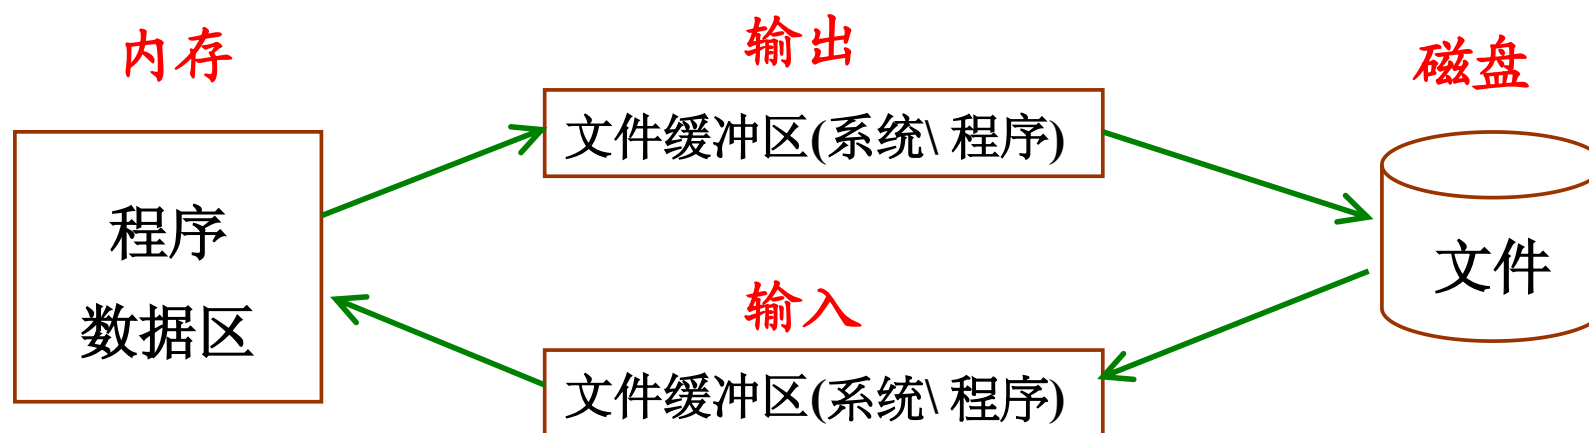 内存
输出
磁盘
文件缓冲区(系统\ 程序)
程序
数据区
文件
输入
文件缓冲区(系统\ 程序)